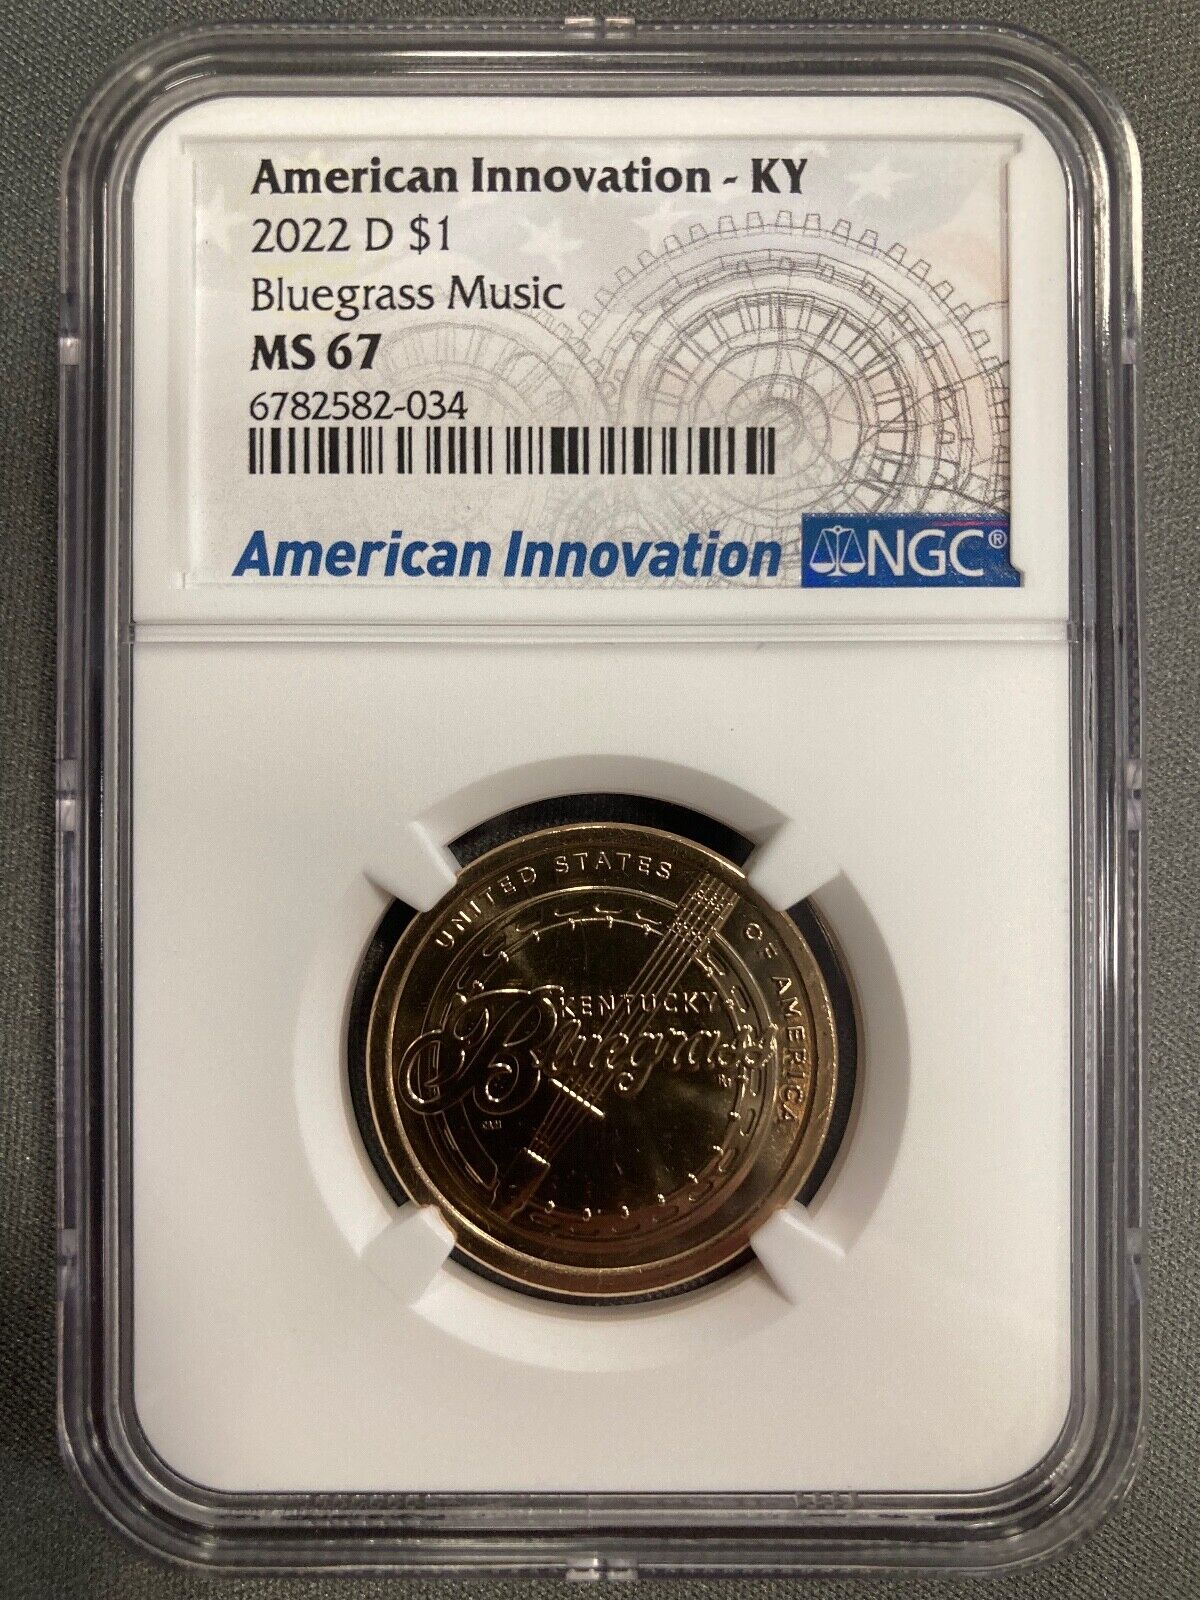 American Innovation - KY
2022 D $1
Bluegrass Music
MS 67
6782582-034
American Innovation NGC®
UNITED STATES OF AMERICA
KENTUCKY
Bluegrass